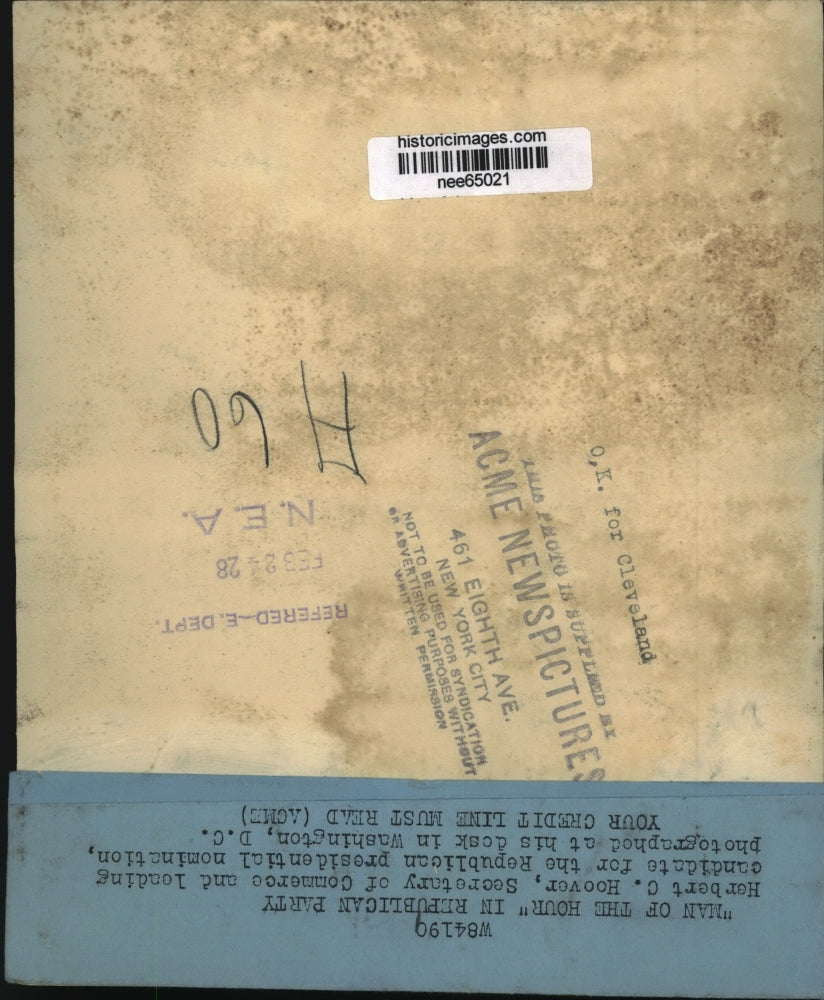 historicimages.com
nee65021
60
O,K. for Cleveland
THIS PHOTO IS SUPPLIED BY
ACME NEWSPICTURES
461 EIGHTH AVE.
NEW YORK CITY
NOT TO BE USED FOR SYNDICATION
OR ADVERTISING PURPOSES WITHOUT
WRITTEN PERMISSION
REFERED-E. DEPT.
FEB 24 28
N. E. A.
W84190
"MAN OF THE HOUR" IN REPUBLICAN PARTY
Herbert C. Hoover, Secretary of Commerce and leading
candidate for the Republican presidential nomination,
photographed at his desk in Washington, D.C.
YOUR CREDIT LINE MUST READ (ACME)